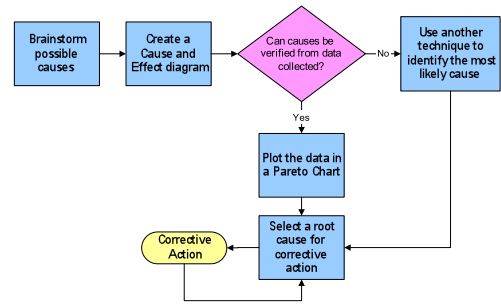 Brainstorm
possible
causes
Create a
Cause and
Effect diagram
Can causes be
verified from data
collected?
No
Use another
technique to
identify the most
likely cause
Yes
Plot the data in
a Pareto Chart
Select a root
cause for
corrective
action
Corrective
Action